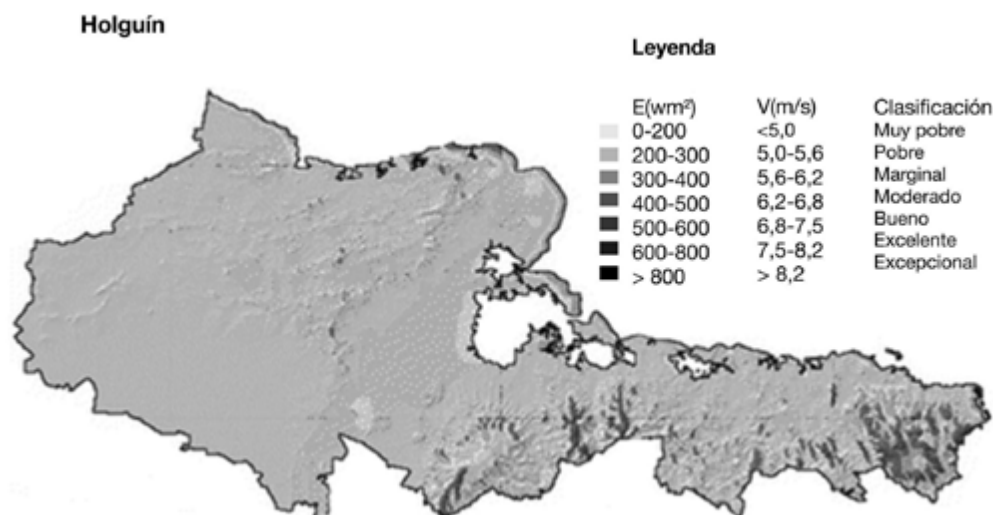 Holguín
Leyenda
E(wm²) V(m/s) Clasificación
0-200 <5,0 Muy pobre
200-300 5,0-5,6 Pobre
300-400 5,6-6,2 Marginal
400-500 6,2-6,8 Moderado
500-600 6,8-7,5 Bueno
600-800 7,5-8,2 Excelente
> 800 > 8,2 Excepcional